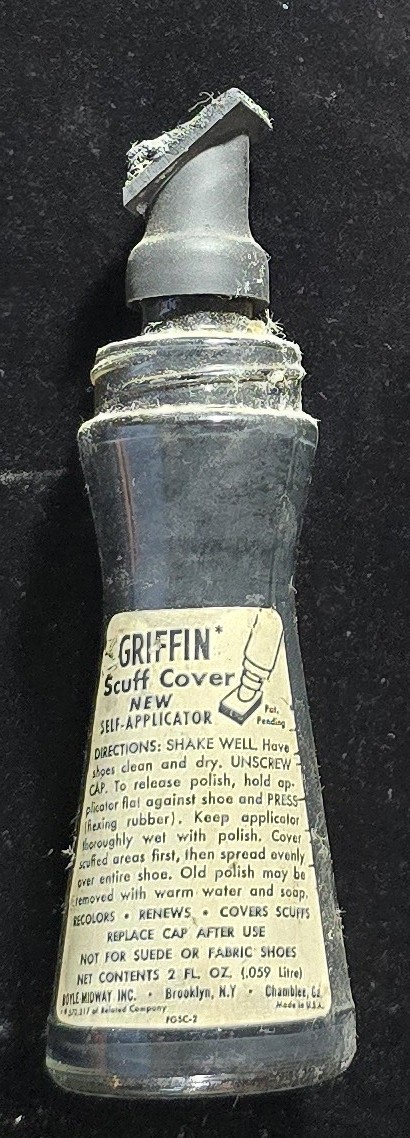 GRIFFIN*
Scuff Cover
NEW
SELF-APPLICATOR
Pat.
Pending
DIRECTIONS: SHAKE WELL. Have
shoes clean and dry. UNSCREW
CAP. To release polish, hold ap-
plicator flat against shoe and PRESS
(flexing rubber). Keep applicator
thoroughly wet with polish. Cover
scuffed areas first, then spread evenly
over entire shoe. Old polish may be
removed with warm water and soap.
RECOLORS • RENEWS • COVERS SCUFFS
REPLACE CAP AFTER USE
NOT FOR SUEDE OR FABRIC SHOES
NET CONTENTS 2 FL. OZ. (.059 Litre)
BOYLE-MIDWAY INC. • Brooklyn, N.Y • Chamblee, Ga.
of Related Company Made in U.S.A.
FGSC-2